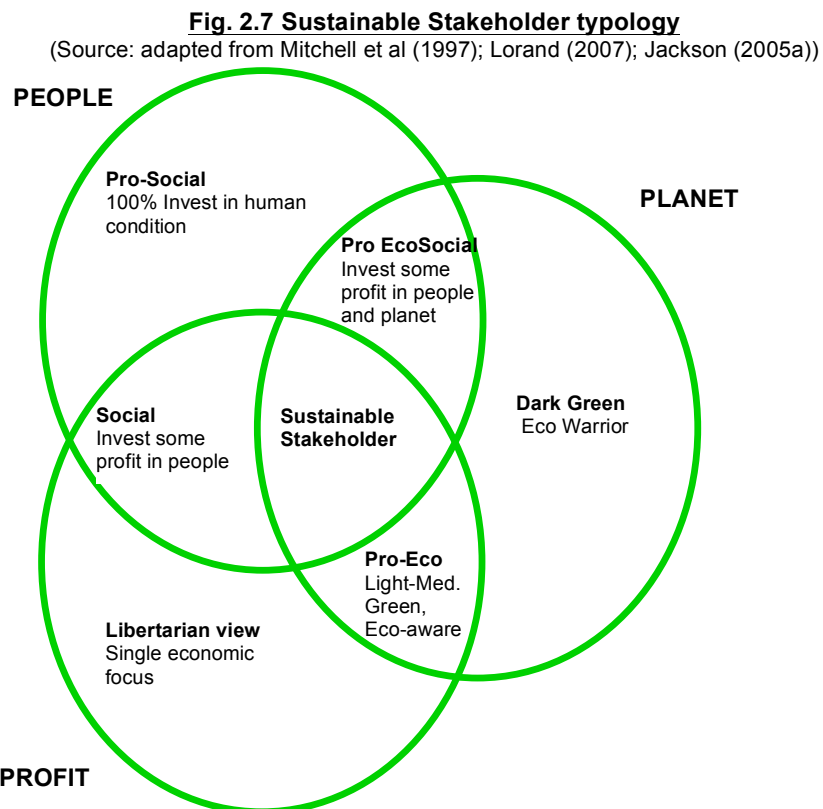 Fig. 2.7 Sustainable Stakeholder typology
(Source: adapted from Mitchell et al (1997); Lorand (2007); Jackson (2005a))
PEOPLE
PLANET
Pro-Social
100% Invest in human
condition
Pro EcoSocial
Invest some
profit in people
and planet
Social
Invest some
profit in people
Sustainable
Stakeholder
Dark Green
Eco Warrior
Pro-Eco
Light-Med.
Green,
Eco-aware
Libertarian view
Single economic
focus
PROFIT